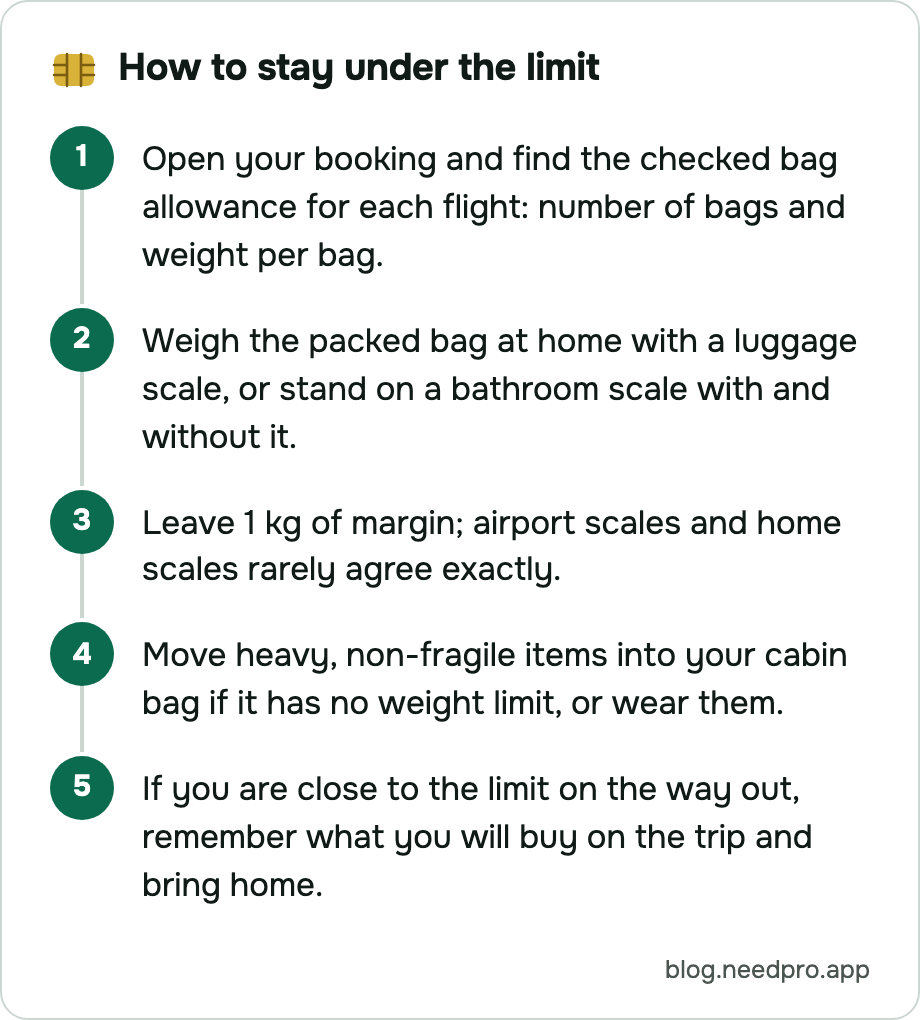 How to stay under the limit
1
Open your booking and find the checked bag
allowance for each flight: number of bags and
weight per bag.
2
Weigh the packed bag at home with a luggage
scale, or stand on a bathroom scale with and
without it.
3
Leave 1 kg of margin; airport scales and home
scales rarely agree exactly.
4
Move heavy, non-fragile items into your cabin
bag if it has no weight limit, or wear them.
5
If you are close to the limit on the way out,
remember what you will buy on the trip and
bring home.
blog.needpro.app